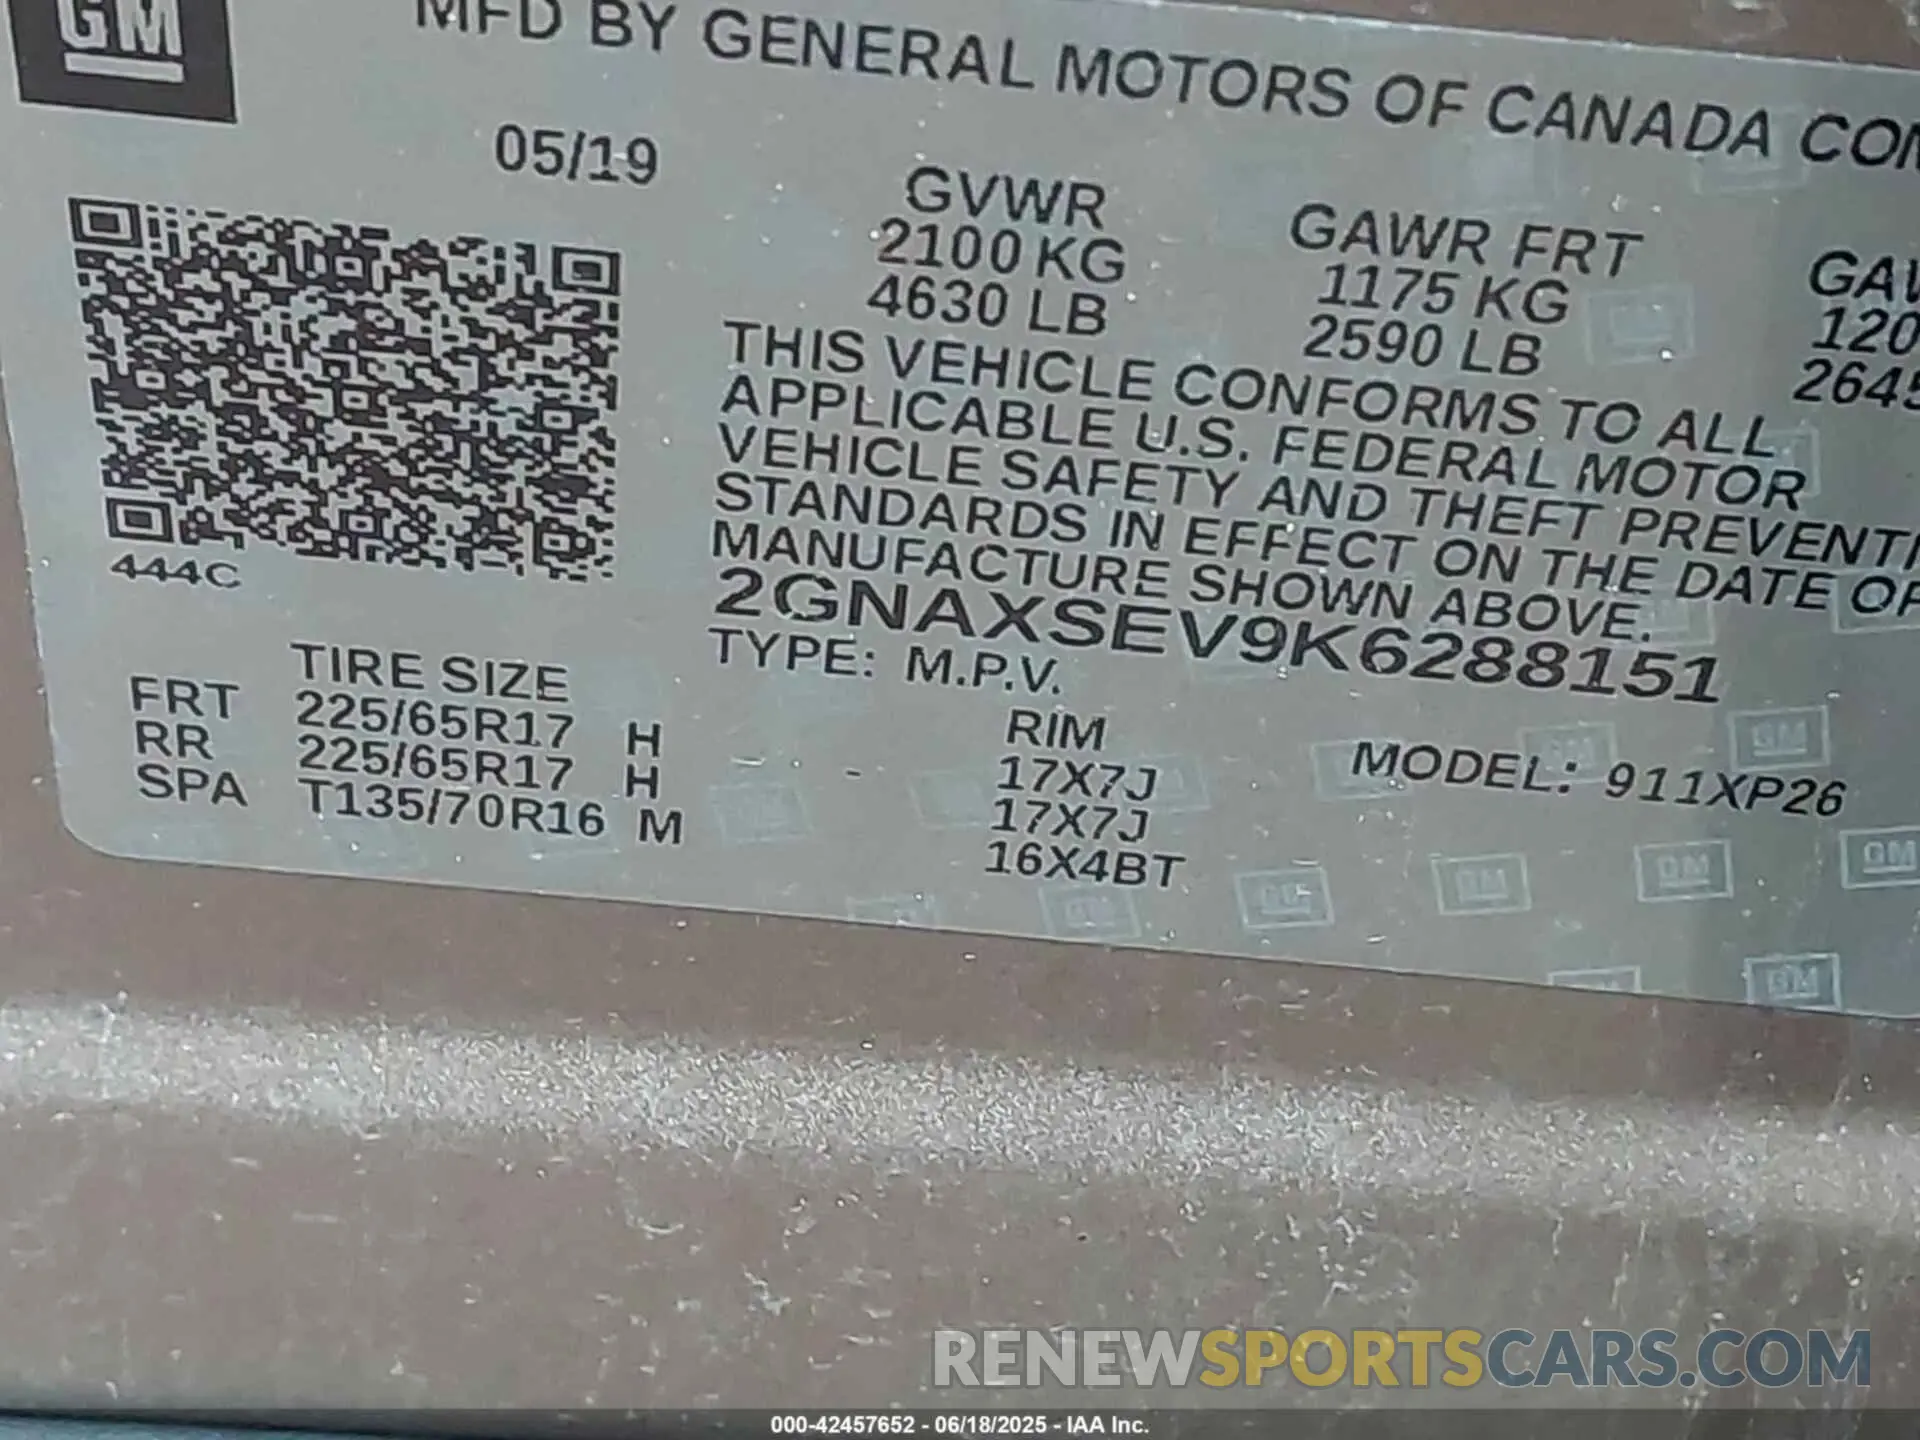 GM
MFD BY GENERAL MOTORS OF CANADA
05/19
GVWR
2100 KG
4630 LB
GAWR FRT
1175 KG
2590 LB
THIS VEHICLE CONFORMS TO ALL
APPLICABLE U.S. FEDERAL MOTOR
VEHICLE SAFETY AND THEFT
STANDARDS IN EFFECT ON THE DATE OF
MANUFACTURE SHOWN ABOVE.
2GNAXSEV9K6288151
TYPE: M.P.V.
444C
TIRE SIZE
FRT 225/65R17 H
RR 225/65R17 H
SPA T135/70R16 M
RIM
17X7J
17X7J
16X4BT
MODEL: 911XP26
RENEWSPORTSCARS.COM
000-42457652 - 06/18/2025 - IAA Inc.